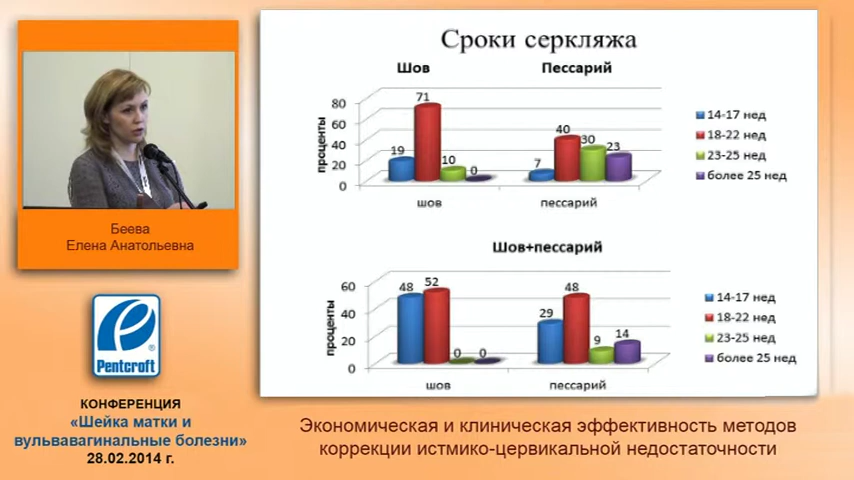 Сроки серкляжа
Шов
Пессарий
проценты
80
60
40
20
0
19
71
10
0
7
40
30
23
шов
пессарий
14-17 нед
18-22 нед
23-25 нед
более 25 нед
Шов+пессарий
проценты
60
40
20
0
48
52
0
0
29
48
9
14
шов
пессарий
14-17 нед
18-22 нед
23-25 нед
более 25 нед
Беева
Елена Анатольевна
Pentcroft
®
КОНФЕРЕНЦИЯ
«Шейка матки и
вульвавагинальные болезни»
28.02.2014 г.
Экономическая и клиническая эффективность методов
коррекции истмико-цервикальной недостаточности